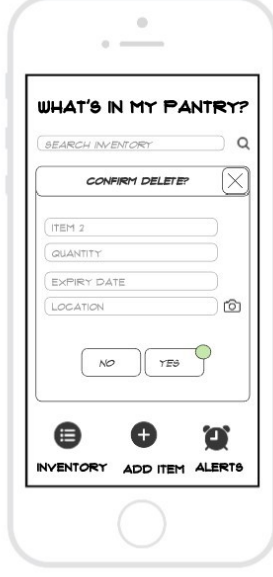 WHAT'S IN MY PANTRY?
SEARCH INVENTORY
CONFIRM DELETE?
ITEM 2
QUANTITY
EXPIRY DATE
LOCATION
NO YES
INVENTORY ADD ITEM ALERTS